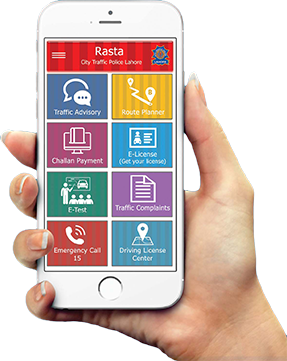 Rasta
City Traffic Police Lahore
Traffic Advisory
Route Planner
Challan Payment
E-License
(Get your license)
E-Test
Traffic Complaints
Emergency Call
15
Driving License
Center